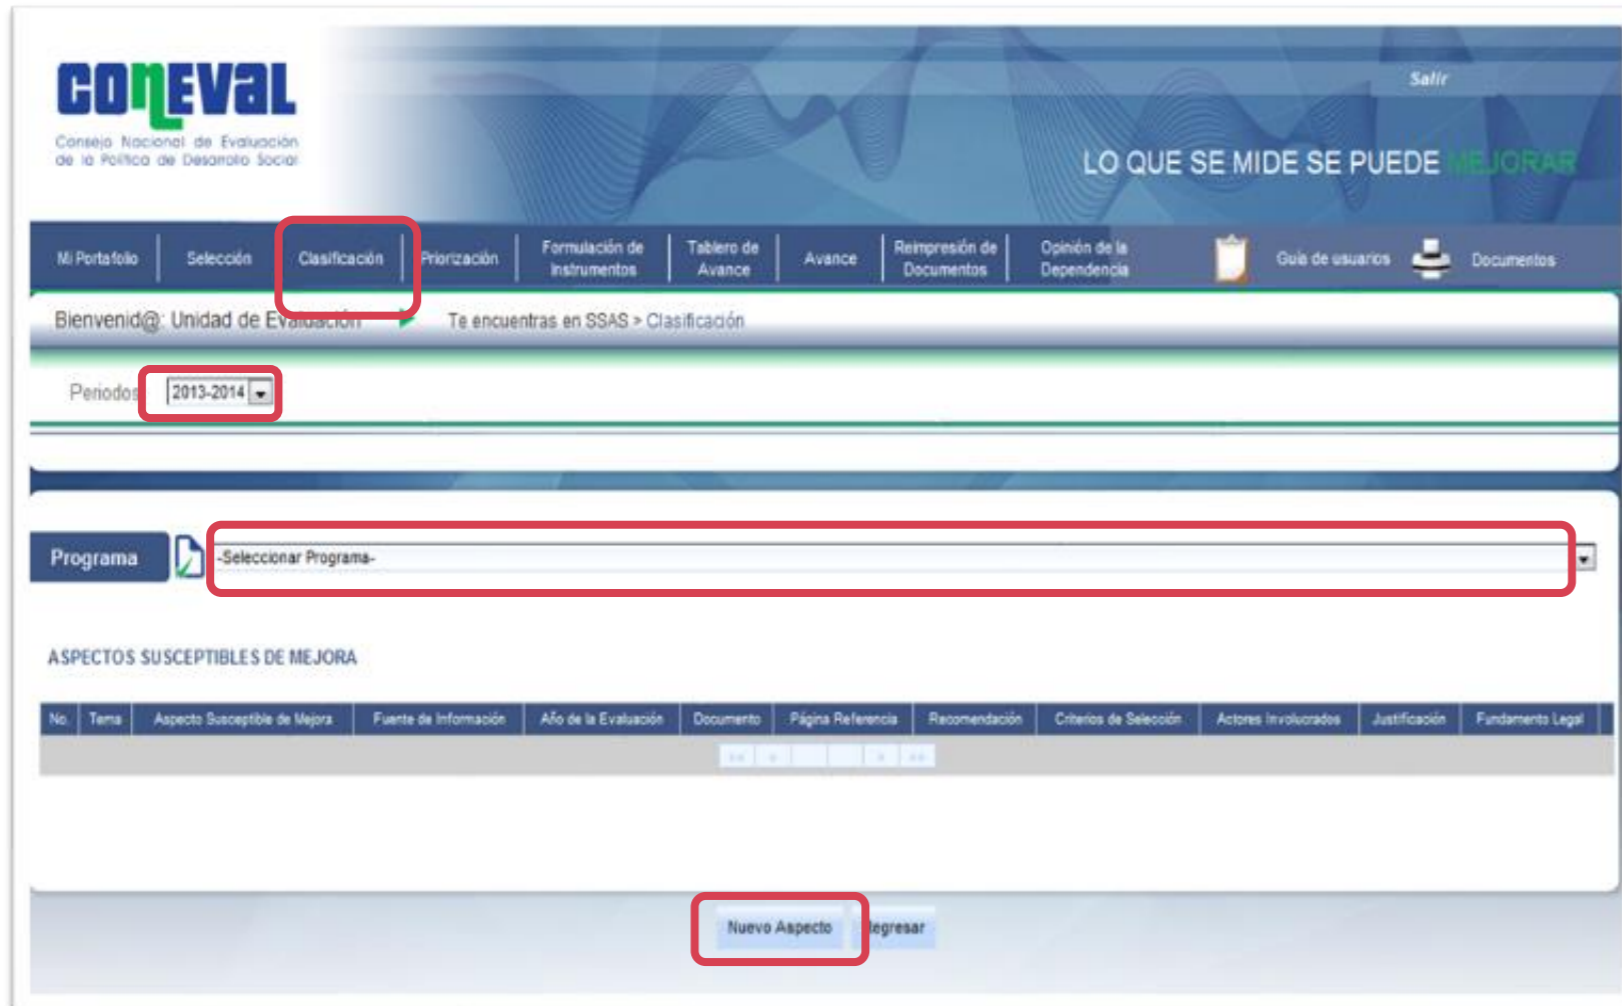 CONEVAL
Consejo Nacional de Evaluación
de la Política de Desarrollo Social
Salir
LO QUE SE MIDE SE PUEDE MEJORAR
Mi Portafolio
Selección
Clasificación
Priorización
Formulación de
Instrumentos
Tablero de
Avance
Avance
Reimpresión de
Documentos
Opinión de la
Dependencia
Guía de usuarios
Documentos
Bienvenid@: Unidad de Evaluación
Te encuentras en SSAS > Clasificación
Periodos
2013-2014
Programa
-Seleccionar Programa-
ASPECTOS SUSCEPTIBLES DE MEJORA
No.
Tema
Aspecto Susceptible de Mejora
Fuente de Información
Año de la Evaluación
Documento
Página Referencia
Recomendación
Criterios de Selección
Actores Involucrados
Justificación
Fundamento Legal
<< < > >>
Nuevo Aspecto
Regresar